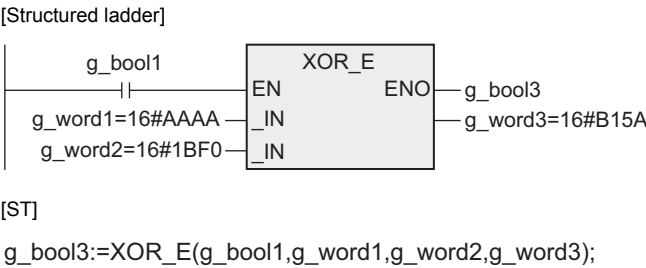 [Structured ladder]
g_bool1
XOR_E
EN
ENO
g_bool3
g_word1=16#AAAA
_IN
g_word3=16#B15A
g_word2=16#1BF0
_IN
[ST]
g_bool3:=XOR_E(g_bool1,g_word1,g_word2,g_word3);